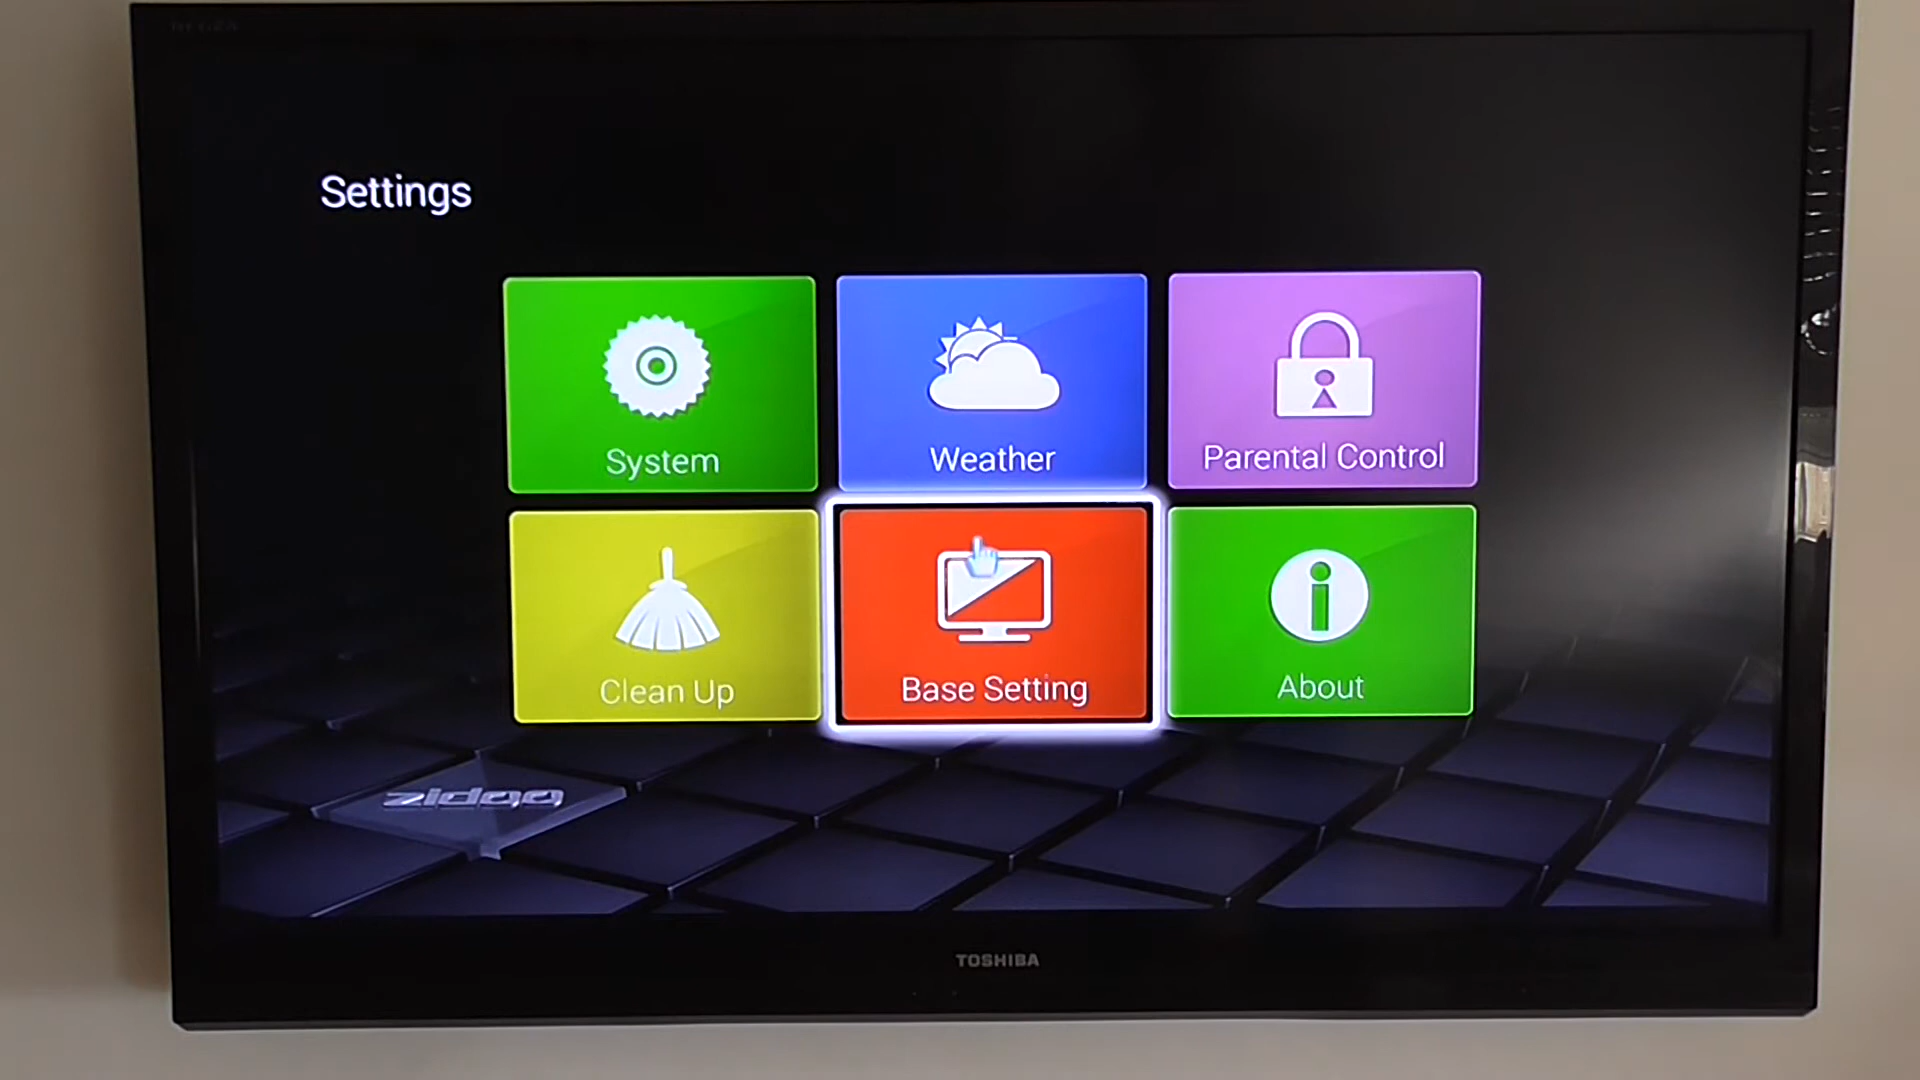 Settings
System
Weather
Parental Control
Clean Up
Base Setting
About
zidoo
TOSHIBA